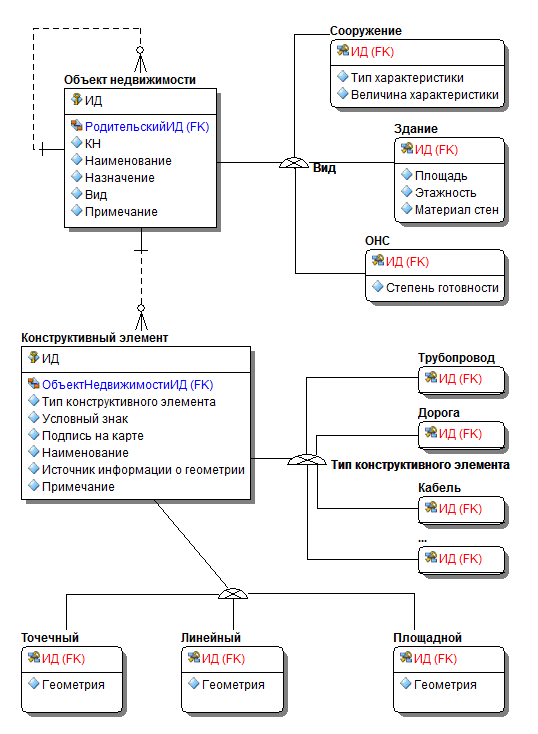 Сооружение
ИД (FK)
Тип характеристики
Величина характеристики
Объект недвижимости
ИД
РодительскийИД (FK)
КН
Наименование
Назначение
Вид
Примечание
Вид
Здание
ИД (FK)
Площадь
Этажность
Материал стен
ОНС
ИД (FK)
Степень готовности
Конструктивный элемент
ИД
ОбъектНедвижимостиИД (FK)
Тип конструктивного элемента
Условный знак
Подпись на карте
Наименование
Источник информации о геометрии
Примечание
Тип конструктивного элемента
Трубопровод
ИД (FK)
Дорога
ИД (FK)
Кабель
ИД (FK)
...
ИД (FK)
Точечный
ИД (FK)
Геометрия
Линейный
ИД (FK)
Геометрия
Площадной
ИД (FK)
Геометрия